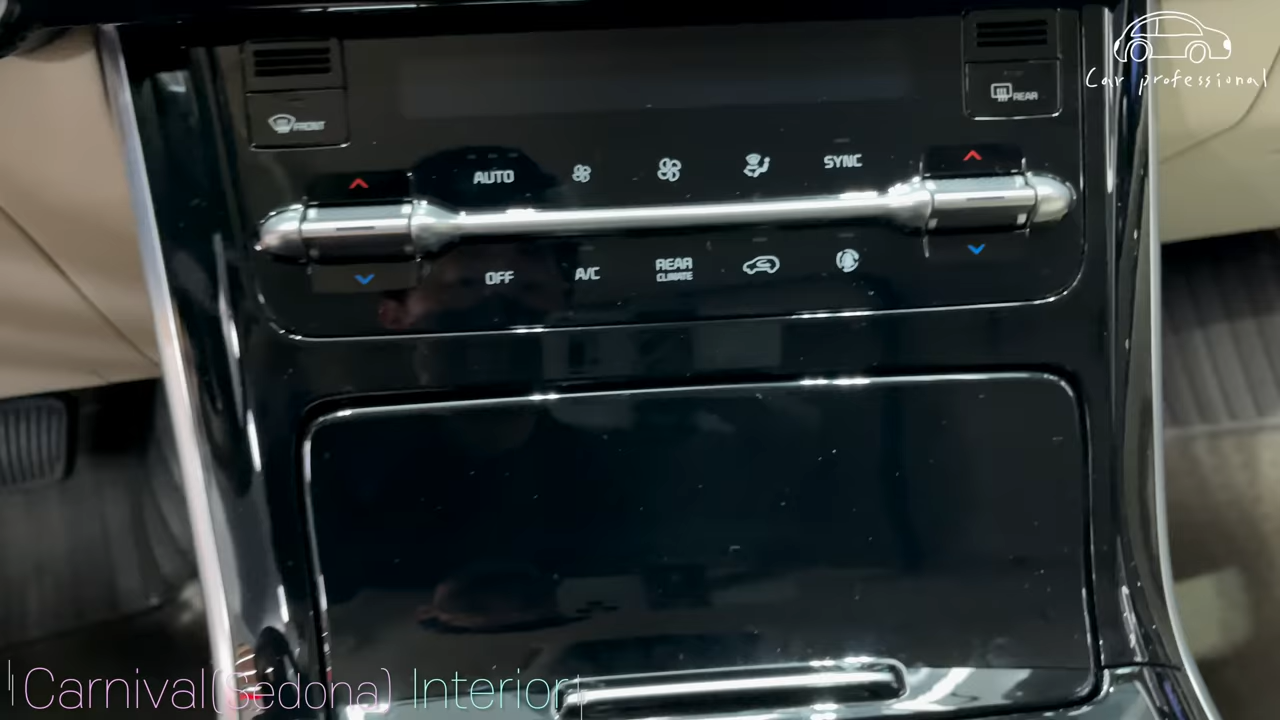 Car professional
REAR
FRONT
AUTO
SYNC
OFF
A/C
REAR
CLIMATE
Carnival(Sedona) Interior